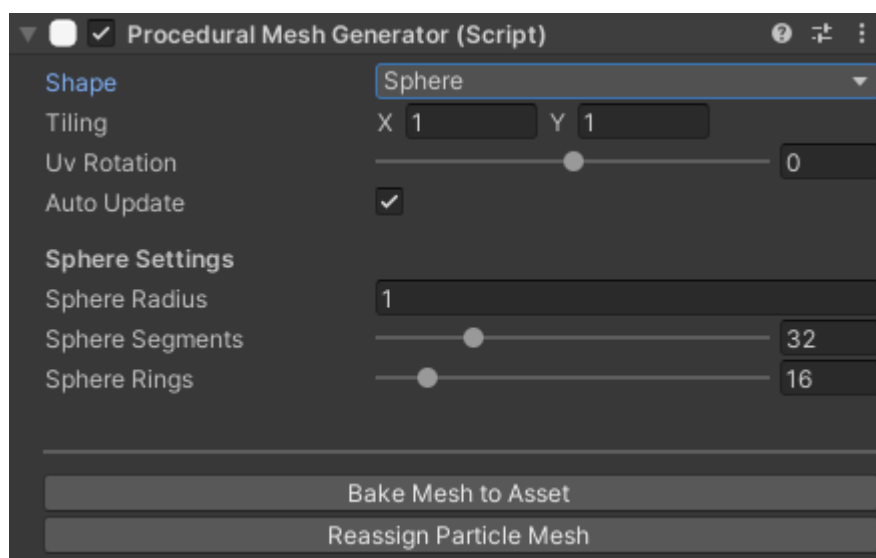 Procedural Mesh Generator (Script)
Shape Sphere
Tiling X 1 Y 1
Uv Rotation 0
Auto Update
Sphere Settings
Sphere Radius 1
Sphere Segments 32
Sphere Rings 16
Bake Mesh to Asset
Reassign Particle Mesh